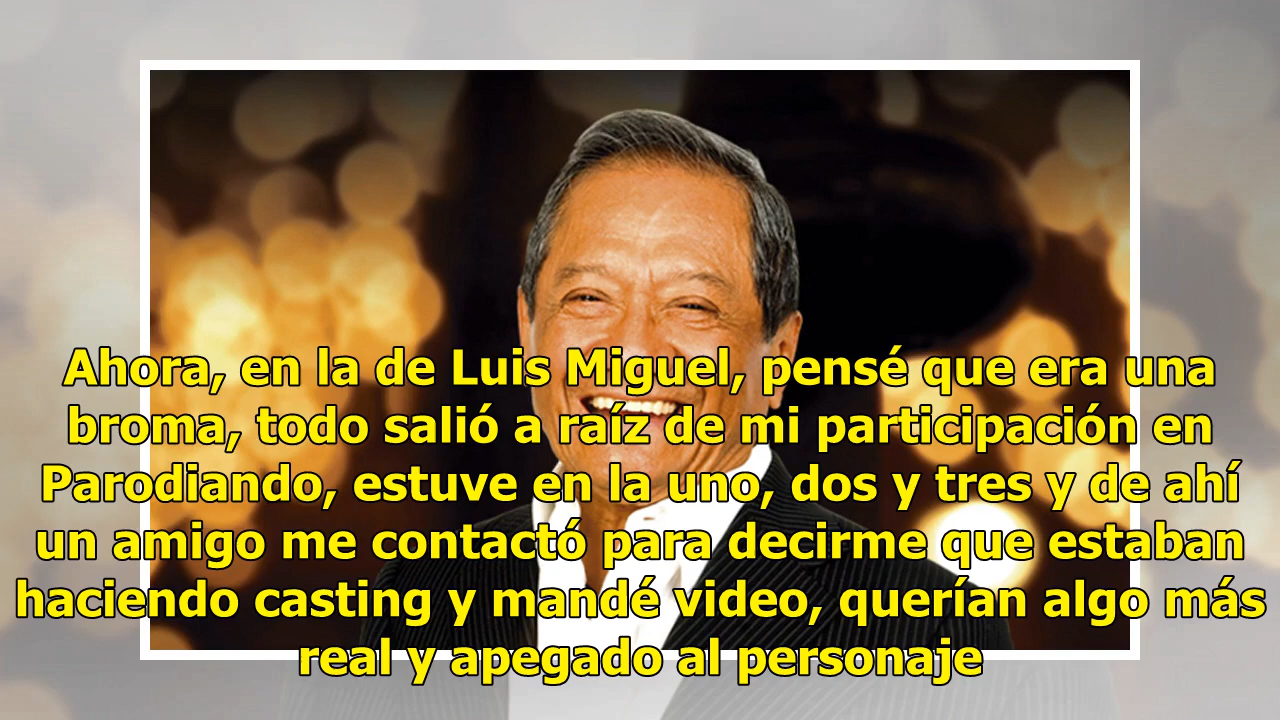 Ahora, en la de Luis Miguel, pensé que era una
broma, todo salió a raíz de mi participación en
Parodiando, estuve en la uno, dos y tres y de ahí
un amigo me contactó para decirme que estaban
haciendo casting y mandé video, querían algo más
real y apegado al personaje